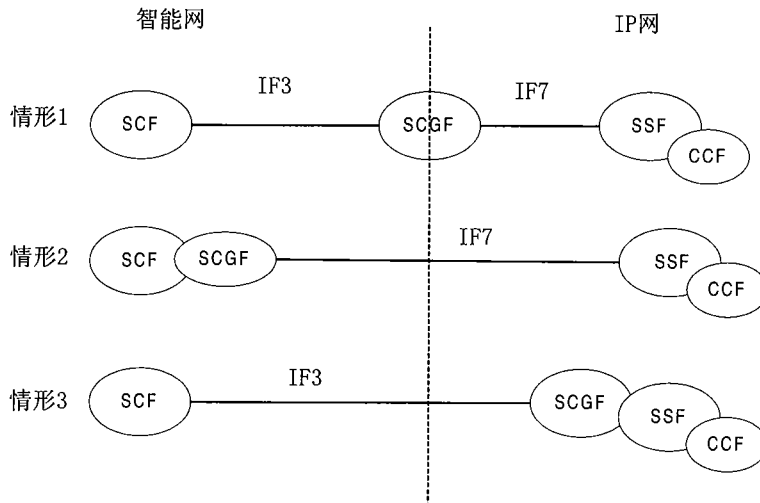 智能网 IP网
情形1 SCF IF3 SCGF IF7 SSF CCF
情形2 SCF SCGF IF7 SSF CCF
情形3 SCF IF3 SCGF SSF CCF